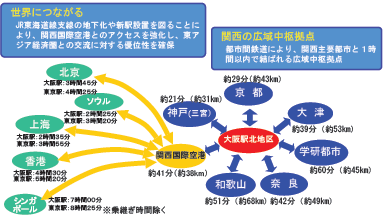 世界につながる
JR東海道線支線の地下化や新駅設置を図ることに
より、関西国際空港とのアクセスを強化し、東ア
ジア経済圏との交流に対する優位性を確保
関西の広域中枢拠点
都市間鉄道により、関西主要都市と1時
間以内で結ばれる広域中枢拠点
北京
大阪駅:3時間45分
東京駅:4時間25分
ソウル
大阪駅:2時間25分
東京駅:3時間20分
上海
大阪駅:2時間35分
東京駅:3時間55分
香港
大阪駅:4時間30分
東京駅:5時間20分
シンガ
ポール
大阪駅:7時間00分
東京駅:8時間25分
※乗継ぎ時間除く
関西国際空港
約41分(約38km)
大阪駅北地区
約29分(約43km)
京都
約21分(約31km)
神戸(三宮)
大津
約39分(約53km)
学研都市
約60分(約45km)
奈良
約42分(約49km)
和歌山
約51分(約68km)